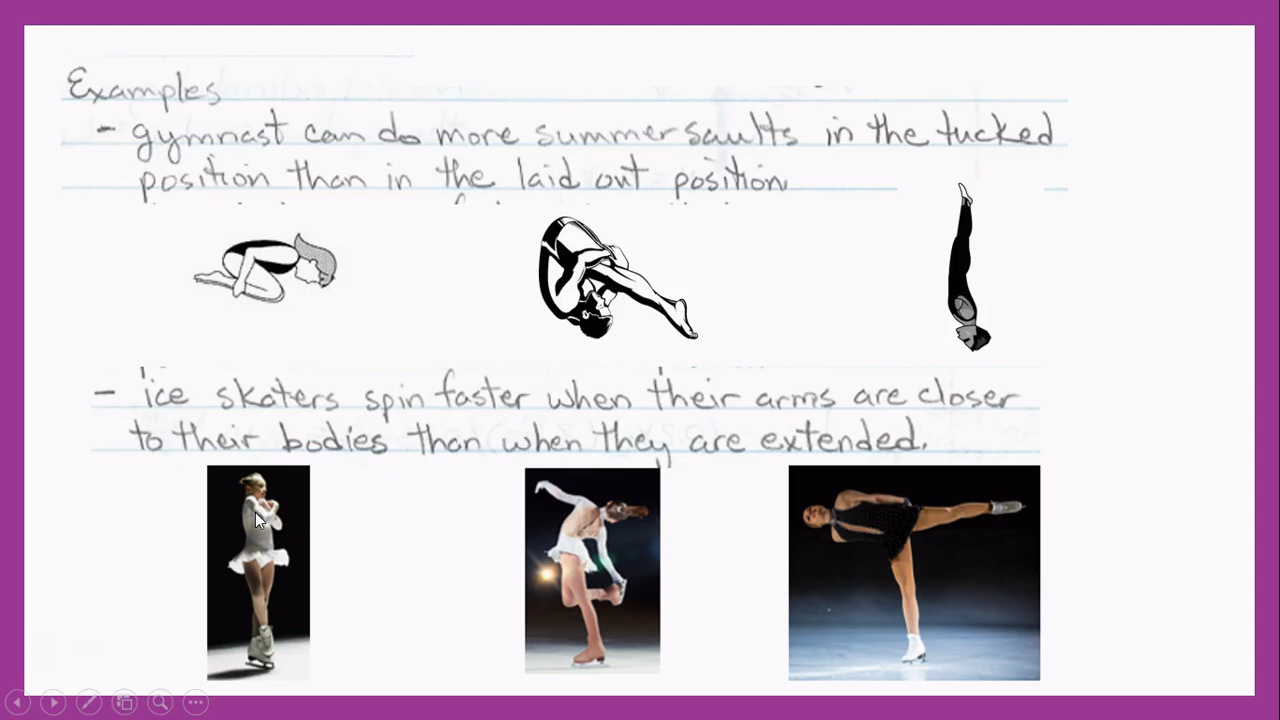 Examples
- gymnast can do more summersaults in the tucked
position than in the laid out position
- ice skaters spin faster when their arms are closer
to their bodies than when they are extended.